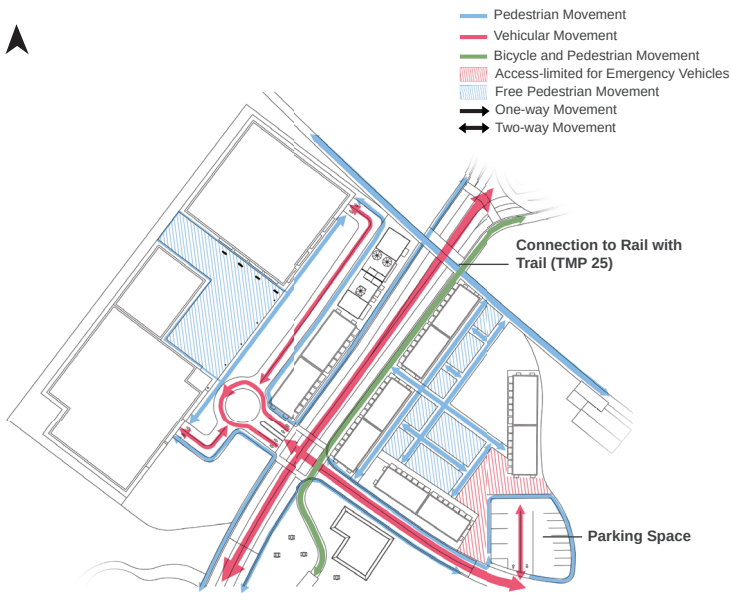 Pedestrian Movement
Vehicular Movement
Bicycle and Pedestrian Movement
Access-limited for Emergency Vehicles
Free Pedestrian Movement
One-way Movement
Two-way Movement
Connection to Rail with
Trail (TMP 25)
Parking Space